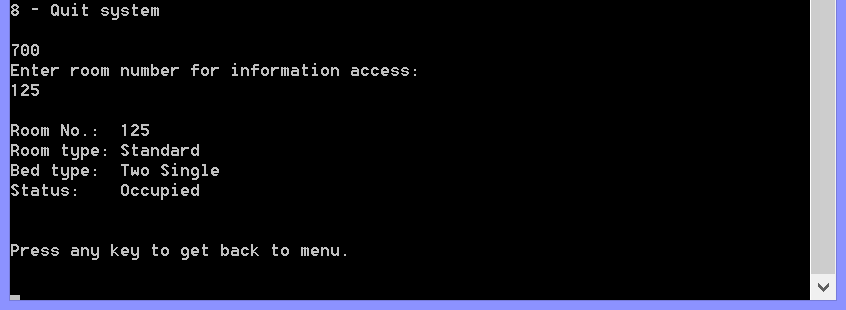 8 - Quit system
700
Enter room number for information access:
125
Room No.:  125
Room type: Standard
Bed type:  Two Single
Status:    Occupied
Press any key to get back to menu.